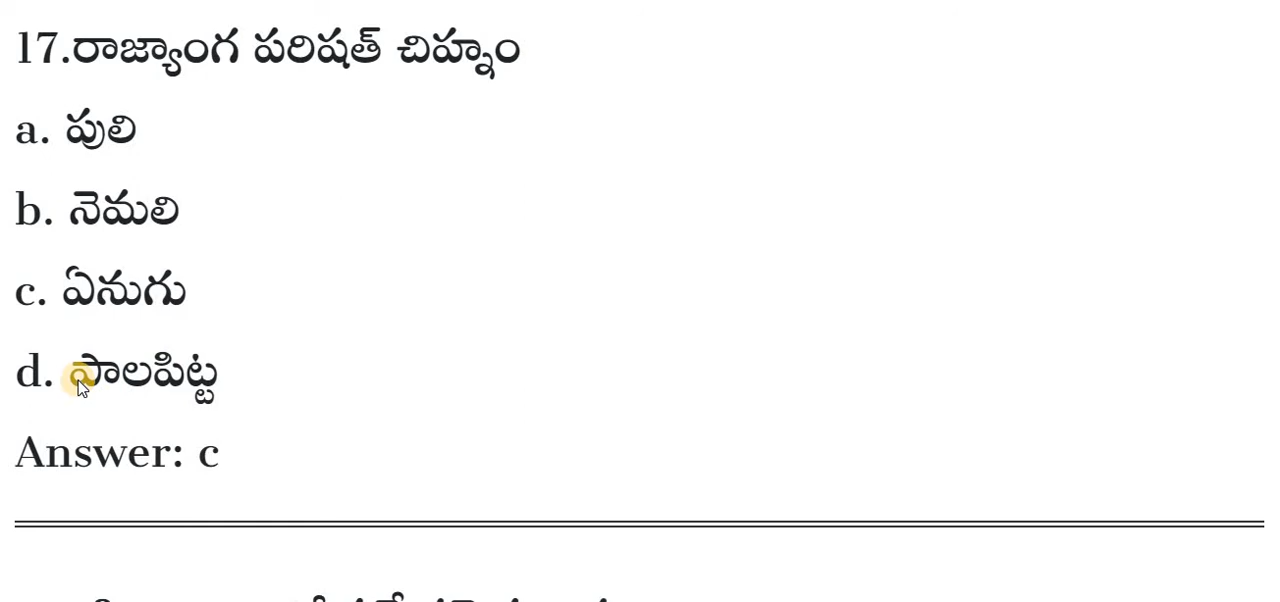 17.రాజ్యాంగ పరిషత్ చిహ్నం
a. పులి
b. నెమలి
c. ఏనుగు
d. పాలపిట్ట
Answer: c